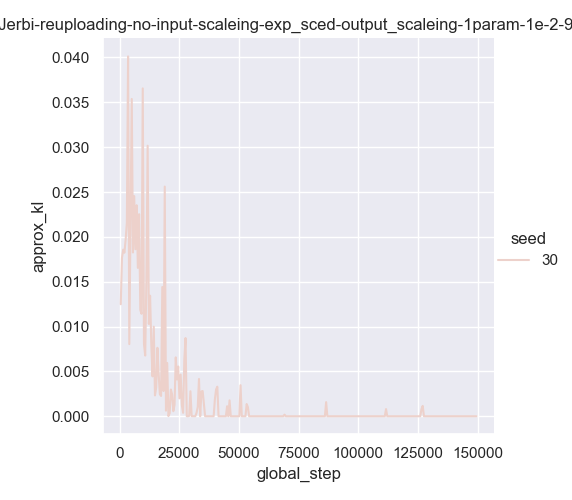 Jerbi-reuploading-no-input-scaleing-exp_sced-output_scaleing-1param-1e-2-9
0.040
0.035
0.030
0.025
0.020
0.015
0.010
0.005
0.000
approx_kl
0 25000 50000 75000 100000 125000 150000
global_step
seed
30